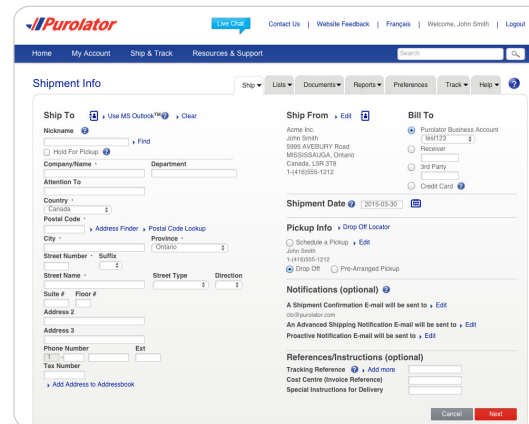 Purolator
Live Chat
Contact Us | Website Feedback | Français | Welcome, John Smith | Logout
Home My Account Ship & Track Resources & Support Search
Shipment Info
Ship Lists Documents Reports Preferences Track Help ?
Ship To Use MS Outlook™ ? Clear
Nickname ?
Find
Hold For Pickup ?
Company/Name * Department
Attention To
Country *
Canada
Postal Code *
Address Finder Postal Code Lookup
City * Province *
Ontario
Street Number * Suffix
Street Name * Street Type Direction
Suite # Floor #
Address 2
Address 3
Phone Number Ext
1 -
Tax Number
Add Address to Addressbook
Ship From Edit
Acme Inc.
John Smith
5995 AVEBURY Road
MISSISSAUGA, Ontario
Canada, L5R 3T8
1-(416)555-1212
Bill To
Purolator Business Account
test123
Receiver
3rd Party
Credit Card ?
Shipment Date ? 2015-03-30
Pickup Info Drop Off Locator
Schedule a Pickup Edit
John Smith
1-(416)555-1212
Drop Off Pre-Arranged Pickup
Notifications (optional) ?
A Shipment Confirmation E-mail will be sent to Edit
olo@purolator.com
An Advanced Shipping Notification E-mail will be sent to Edit
Proactive Notification E-mail will be sent to Edit
References/Instructions (optional)
Tracking Reference ? Add more
Cost Centre (Invoice Reference)
Special Instructions for Delivery
Cancel Next